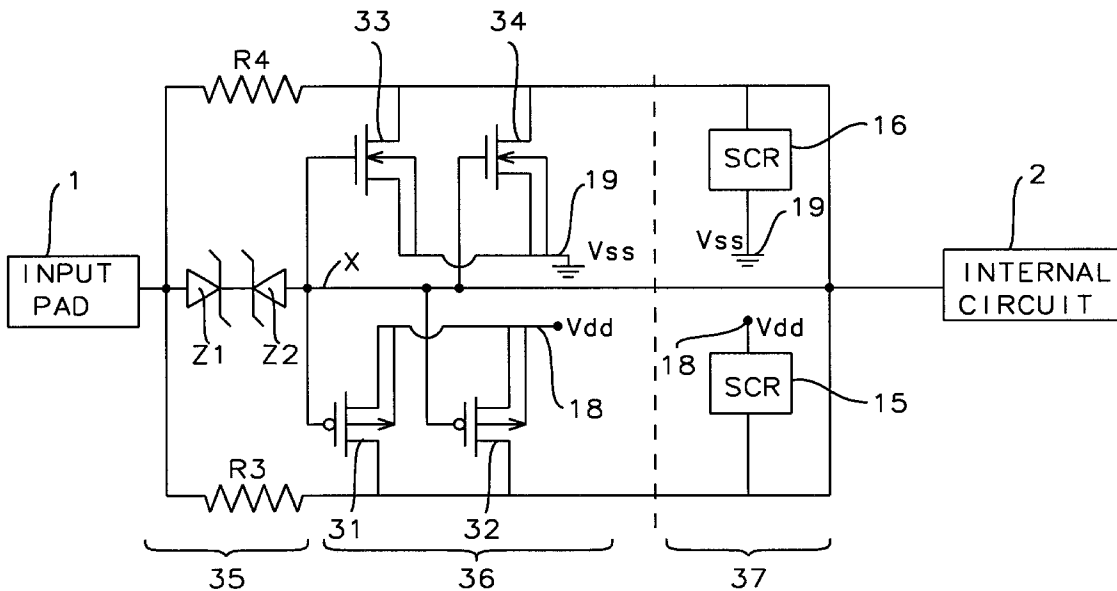 33
34
R4
16
SCR
1
19
2
Vss
Vss
19
X
INPUT
PAD
INTERNAL
CIRCUIT
Z1
Z2
Vdd
Vdd
18
18
SCR
15
R3
31
32
35
36
37